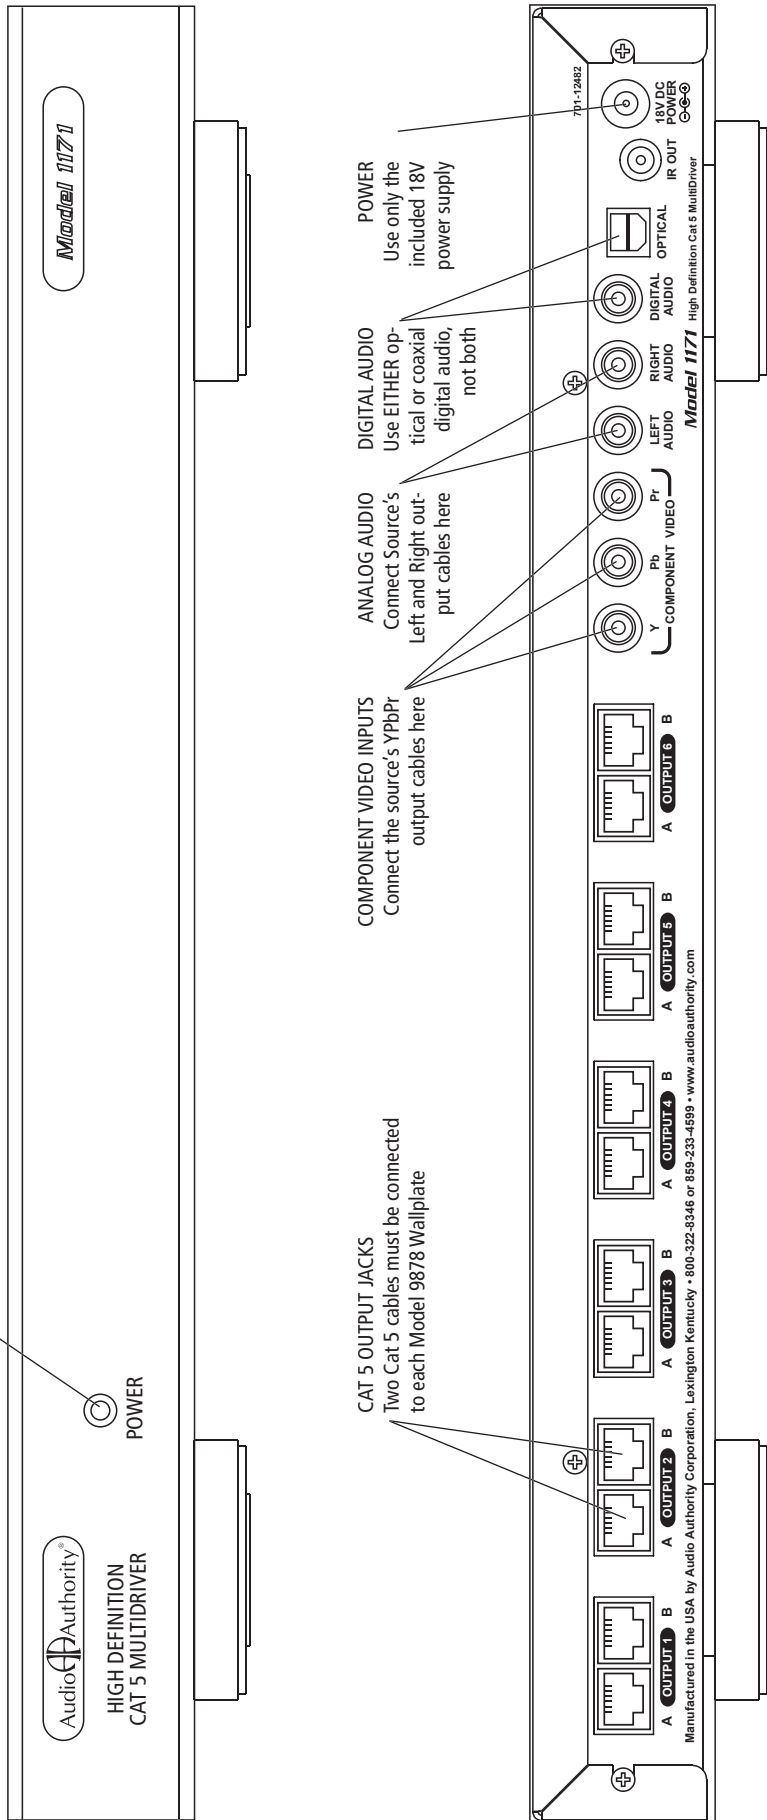 Audio Authority®
HIGH DEFINITION
CAT 5 MULTIDRIVER
POWER
Model 1171
CAT 5 OUTPUT JACKS
Two Cat 5 cables must be connected
to each Model 9878 Wallplate
COMPONENT VIDEO INPUTS
Connect the source's YPbPr
output cables here
ANALOG AUDIO
Connect Source's
Left and Right out-
put cables here
DIGITAL AUDIO
Use EITHER op-
tical or coaxial
digital audio,
not both
POWER
Use only the
included 18V
power supply
701-12482
A OUTPUT 1 B
A OUTPUT 2 B
A OUTPUT 3 B
A OUTPUT 4 B
A OUTPUT 5 B
A OUTPUT 6 B
Y Pb Pr
COMPONENT VIDEO
LEFT
AUDIO
RIGHT
AUDIO
DIGITAL
AUDIO
OPTICAL
IR OUT
18V DC
POWER
Manufactured in the USA by Audio Authority Corporation, Lexington Kentucky • 800-322-8346 or 859-233-4599 • www.audioauthority.com
Model 1171 High Definition Cat 5 MultiDriver